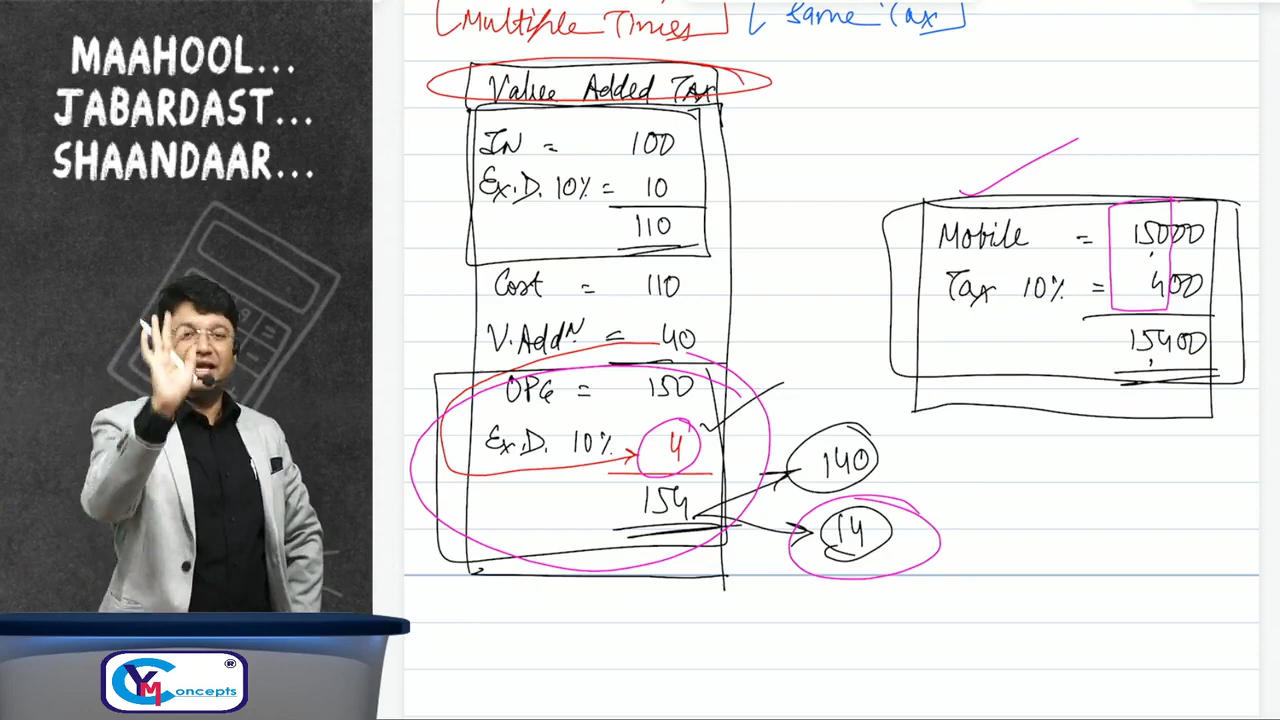 MAAHOOL...
JABARDAST...
SHAANDAAR...
Multiple Times
Same Tax
Value Added Tax
IN = 100
Ex.D. 10% = 10
110
Cost = 110
V.Addⁿ = 40
OPG = 150
Ex.D. 10% 4
154
140
14
Mobile = 15000
Tax 10% = 400
15400
YM Concepts ®